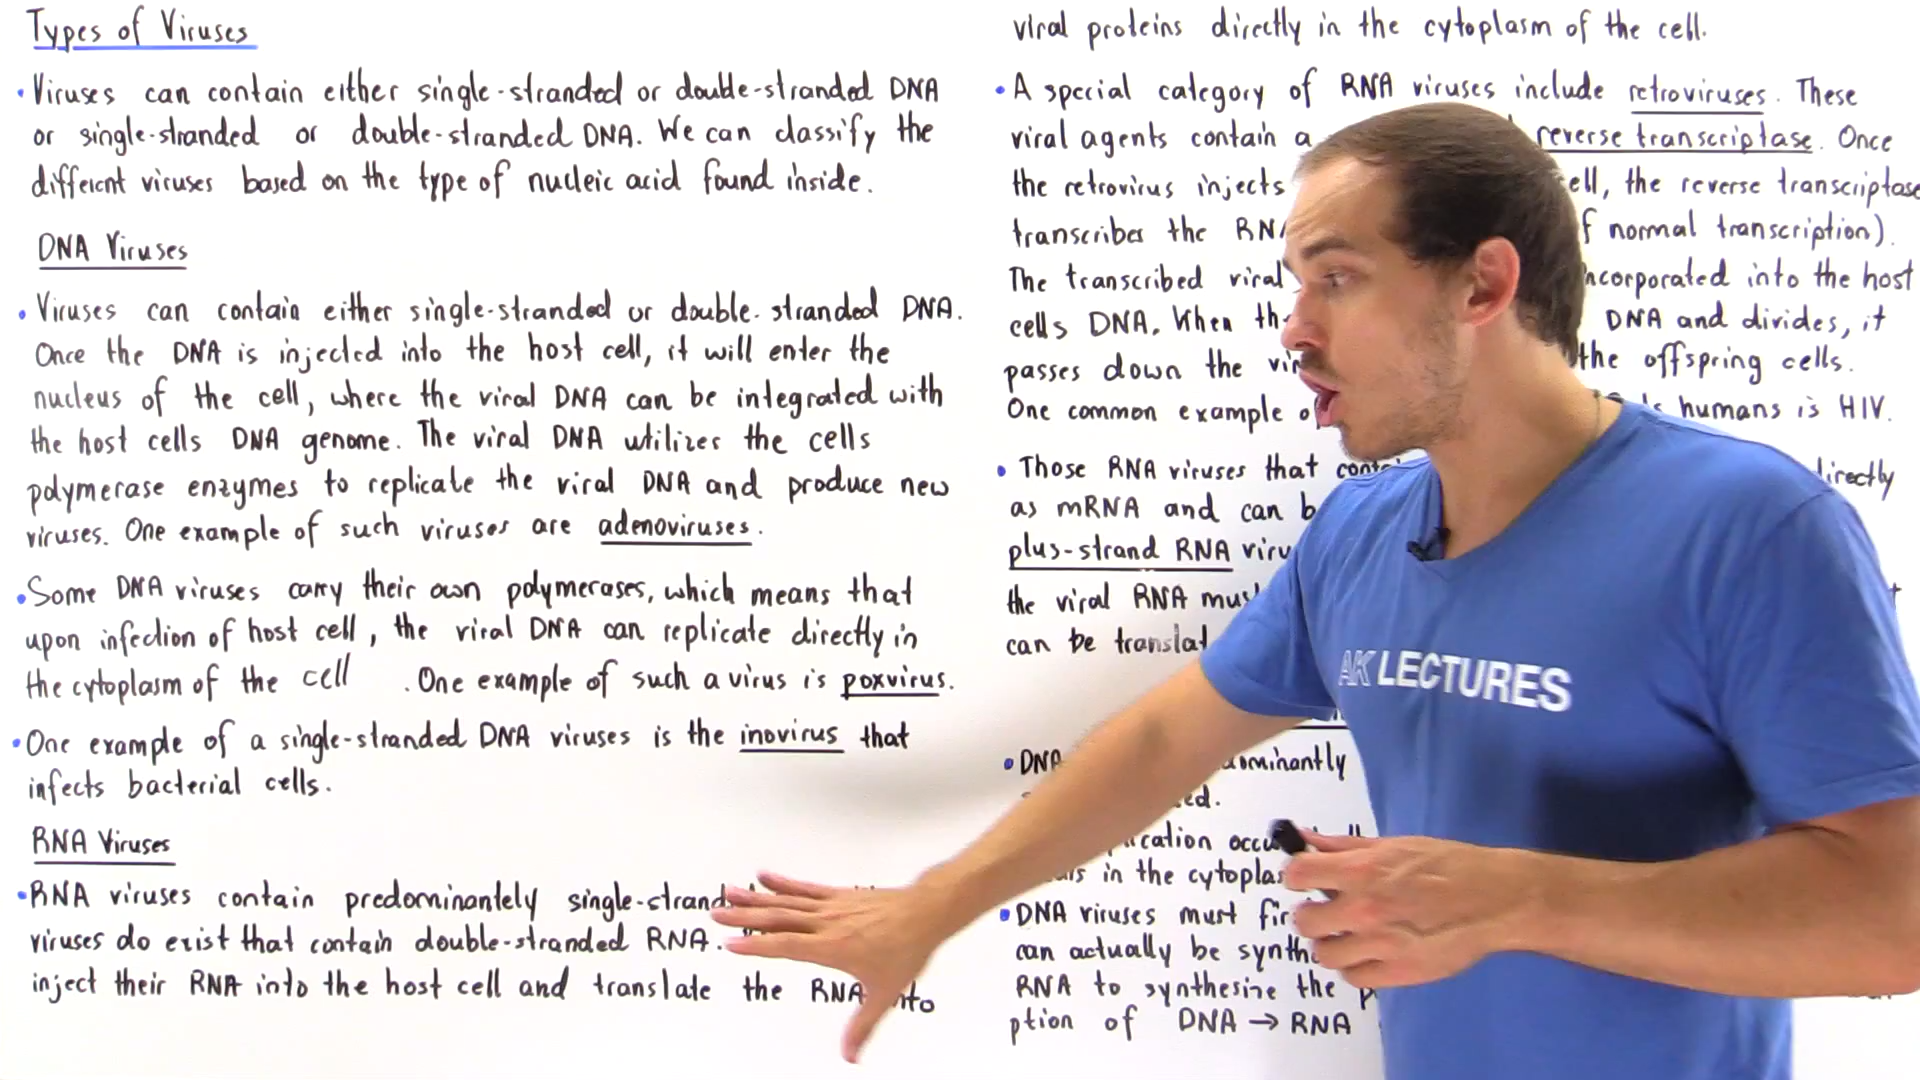 Types of Viruses
• Viruses can contain either single-stranded or double-stranded DNA
or single-stranded or double-stranded DNA. We can classify the
different viruses based on the type of nucleic acid found inside.
DNA Viruses
• Viruses can contain either single-stranded or double-stranded DNA.
Once the DNA is injected into the host cell, it will enter the
nucleus of the cell, where the viral DNA can be integrated with
the host cells DNA genome. The viral DNA utilizes the cells
polymerase enzymes to replicate the viral DNA and produce new
viruses. One example of such viruses are adenoviruses.
• Some DNA viruses carry their own polymerases, which means that
upon infection of host cell, the viral DNA can replicate directly in
the cytoplasm of the cell . One example of such a virus is poxvirus.
• One example of a single-stranded DNA viruses is the inovirus that
infects bacterial cells.
RNA Viruses
• RNA viruses contain predominantely single-strand
viruses do exist that contain double-stranded RNA.
inject their RNA into the host cell and translate the RNA into
viral proteins directly in the cytoplasm of the cell.
• A special category of RNA viruses include retroviruses. These
viral agents contain a reverse transcriptase. Once
the retrovirus injects ell, the reverse transcriptase
transcribes the RNA f normal transcription).
The transcribed viral ncorporated into the host
cells DNA. When th DNA and divides, it
passes down the vir the offspring cells.
One common example o humans is HIV.
• Those RNA viruses that contai directly
as mRNA and can b
plus-strand RNA viru
the viral RNA must
can be translat
AK LECTURES
• DNA ominantly
ed.
ication occu
in the cytoplas
• DNA viruses must fir
can actually be synthe
RNA to synthesize the p
ption of DNA → RNA